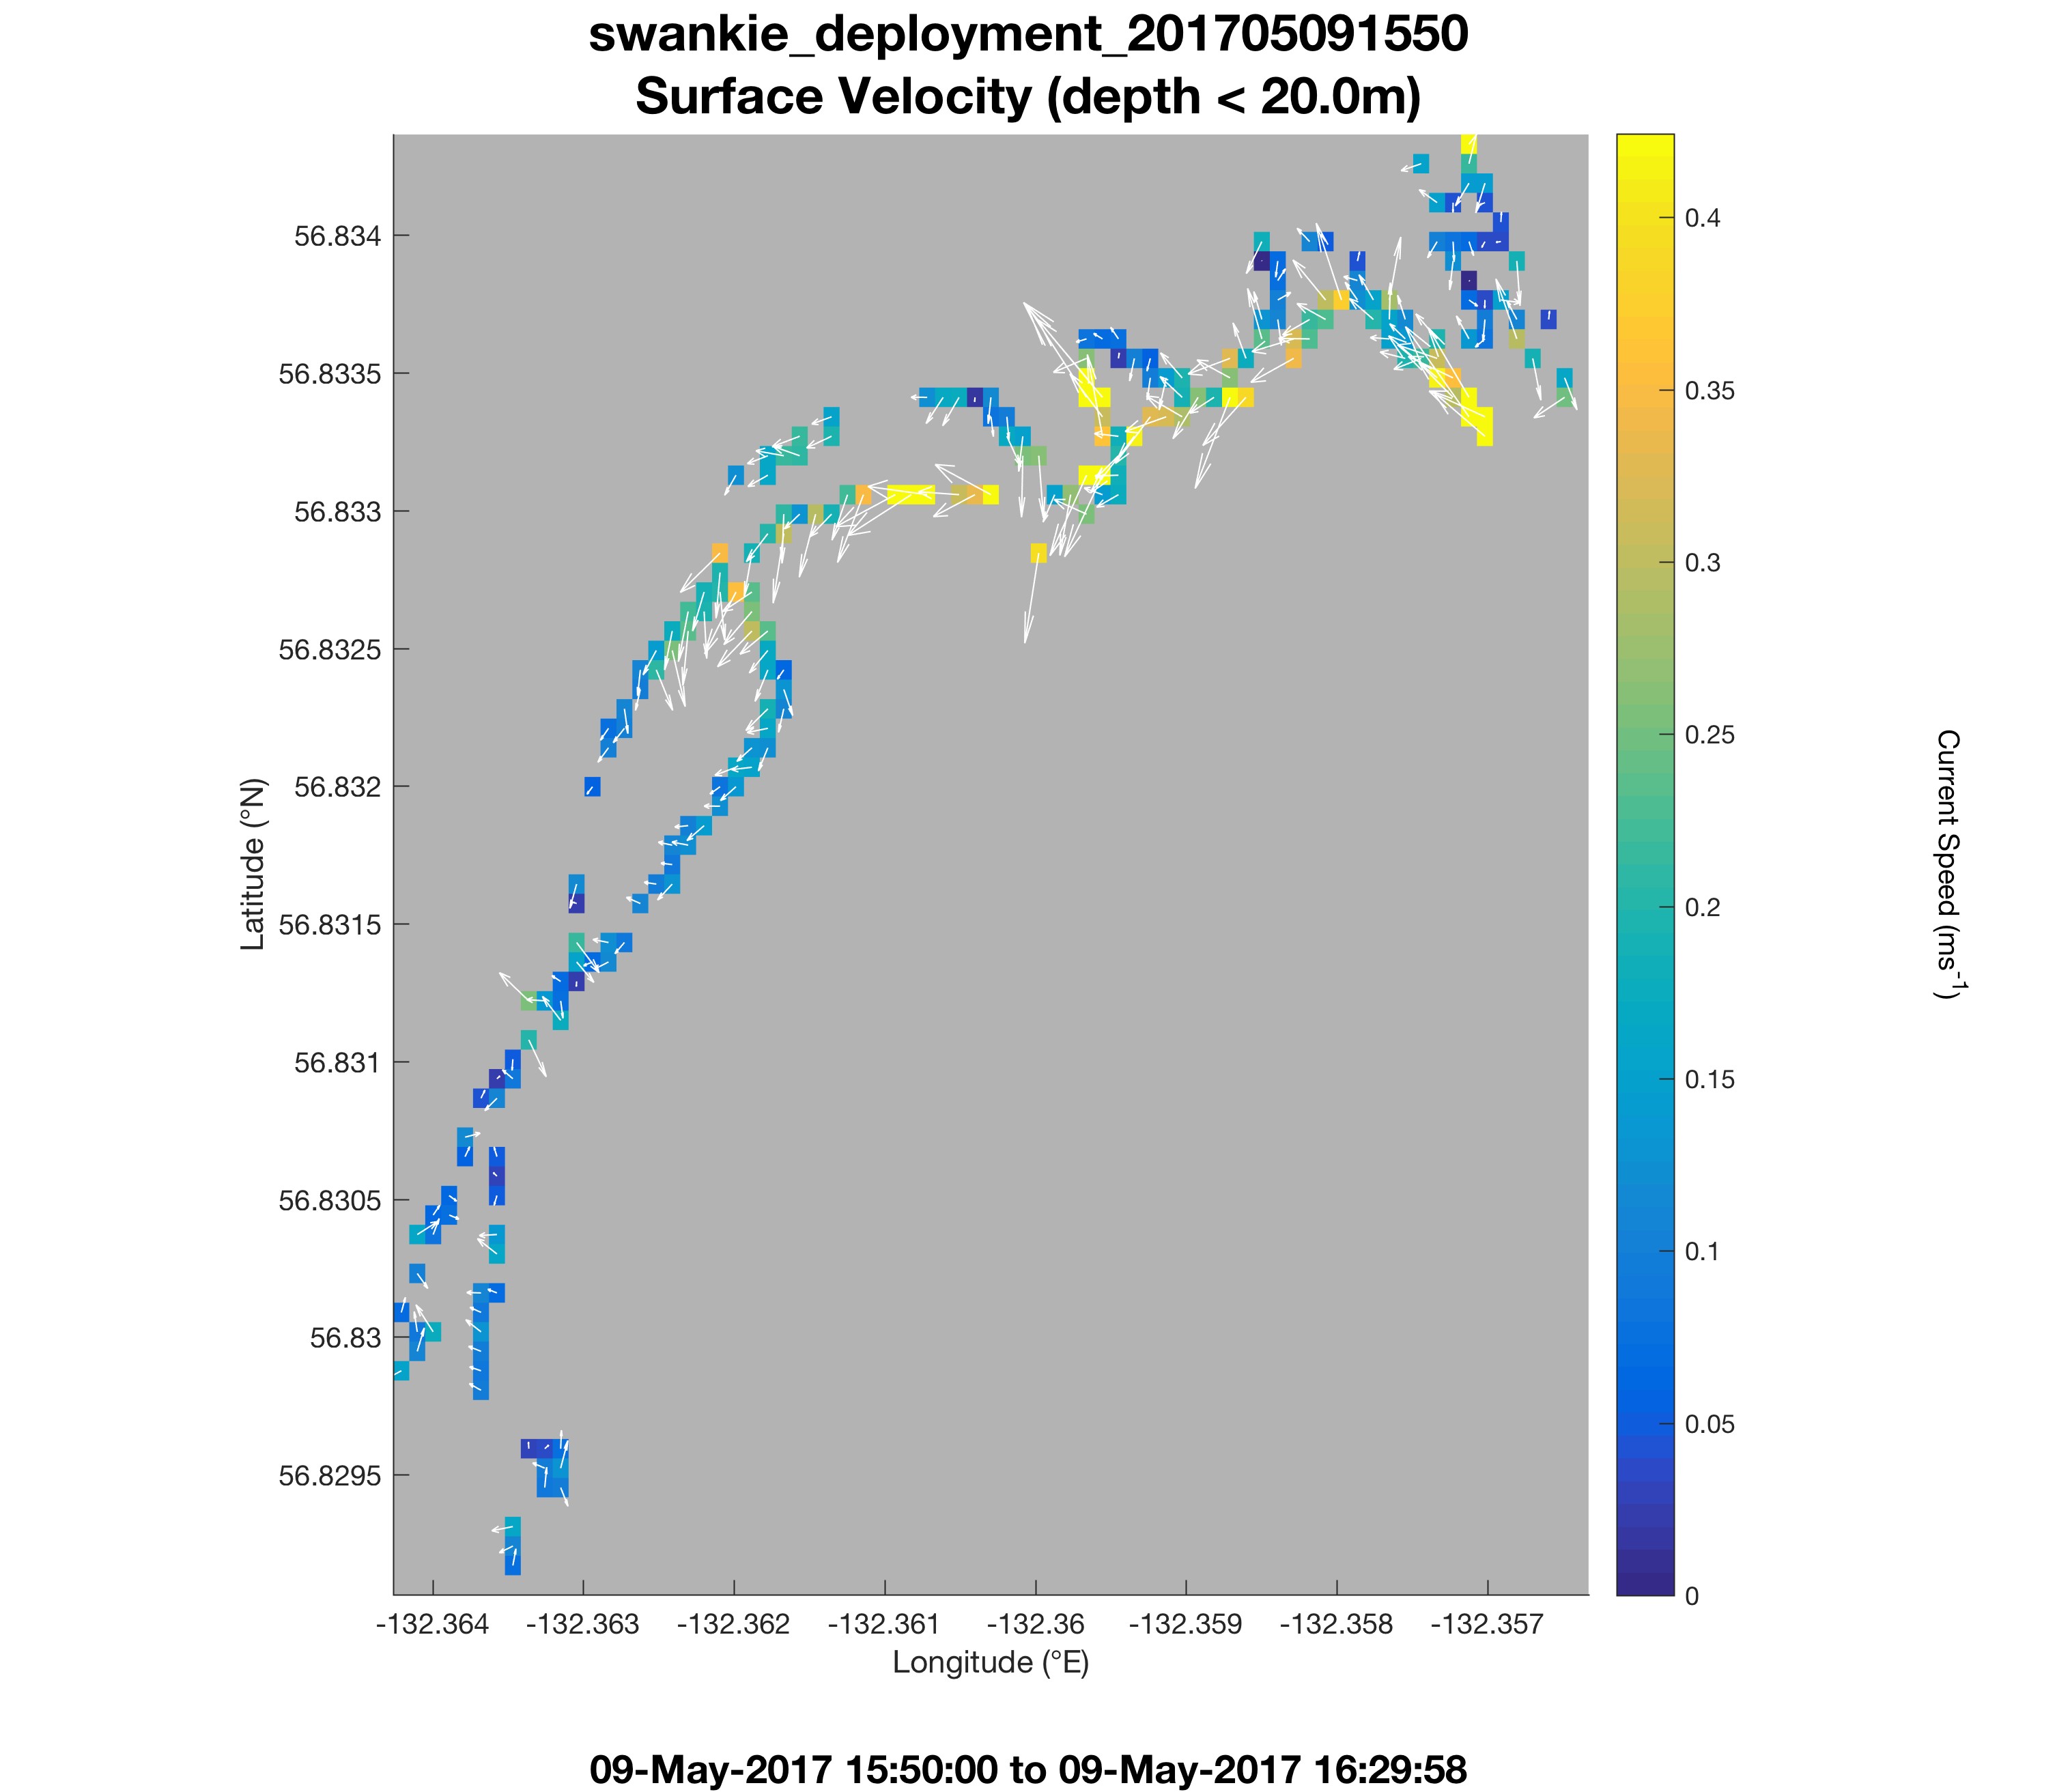 swankie_deployment_201705091550
Surface Velocity (depth < 20.0m)
56.834
56.8335
56.833
56.8325
56.832
56.8315
56.831
56.8305
56.83
56.8295
Latitude (°N)
-132.364 -132.363 -132.362 -132.361 -132.36 -132.359 -132.358 -132.357
Longitude (°E)
0.4
0.35
0.3
0.25
0.2
0.15
0.1
0.05
0
Current Speed (ms⁻¹)
09-May-2017 15:50:00 to 09-May-2017 16:29:58